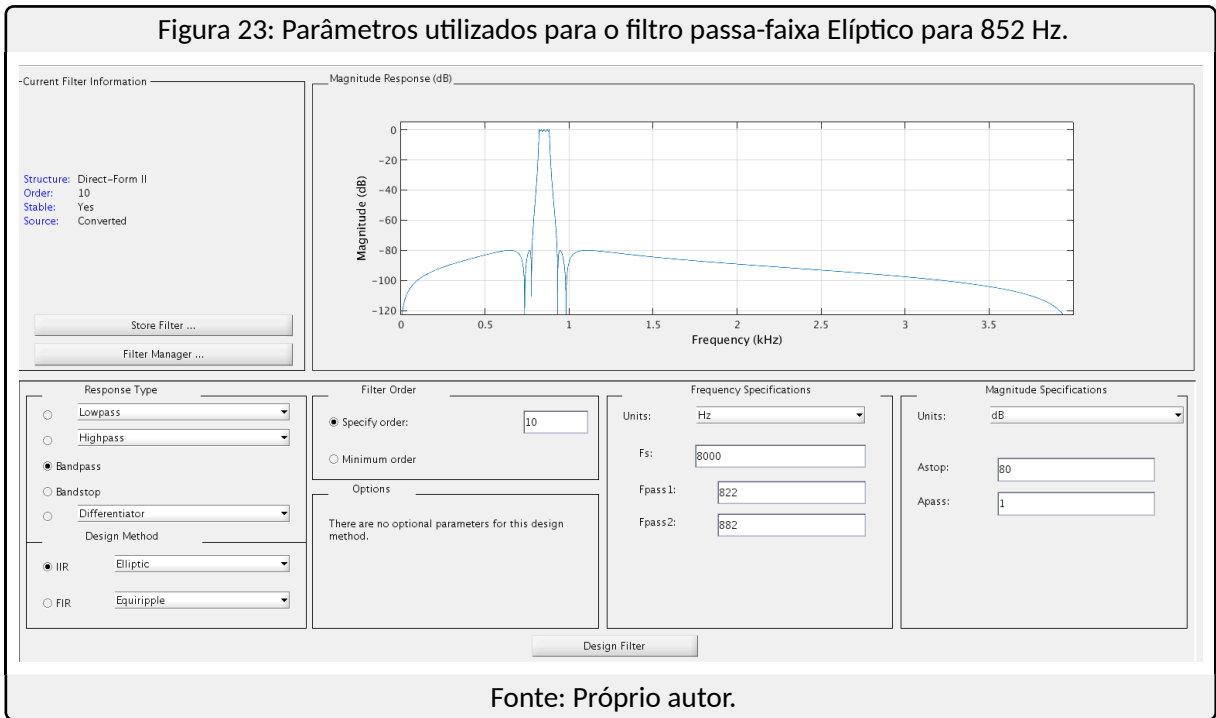 Figura 23: Parâmetros utilizados para o filtro passa-faixa Elíptico para 852 Hz.
Current Filter Information
Structure: Direct-Form II
Order: 10
Stable: Yes
Source: Converted
Store Filter ...
Filter Manager ...
Magnitude Response (dB)
Magnitude (dB)
0
-20
-40
-60
-80
-100
-120
0 0.5 1 1.5 2 2.5 3 3.5
Frequency (kHz)
Response Type
Lowpass
Highpass
Bandpass
Bandstop
Differentiator
Design Method
IIR Elliptic
FIR Equiripple
Filter Order
Specify order: 10
Minimum order
Options
There are no optional parameters for this design
method.
Frequency Specifications
Units: Hz
Fs: 8000
Fpass1: 822
Fpass2: 882
Magnitude Specifications
Units: dB
Astop: 80
Apass: 1
Design Filter
Fonte: Próprio autor.